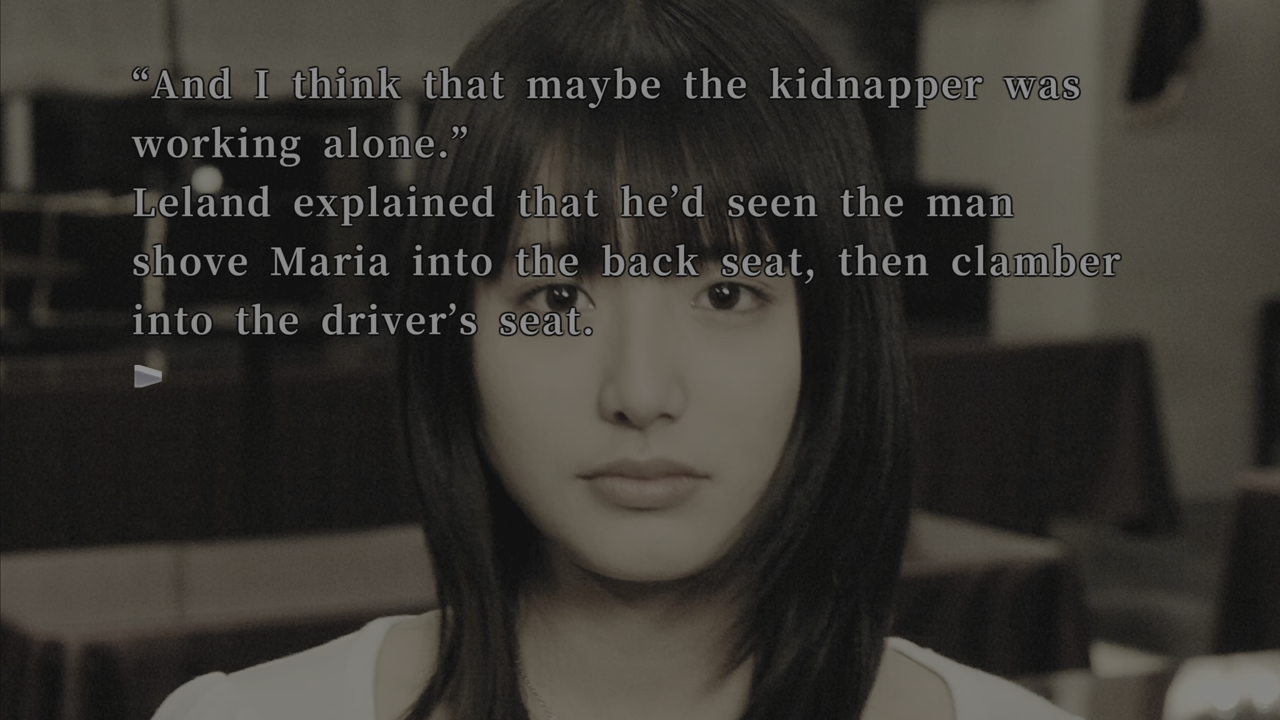 “And I think that maybe the kidnapper was
working alone.”
Leland explained that he’d seen the man
shove Maria into the back seat, then clamber
into the driver’s seat.